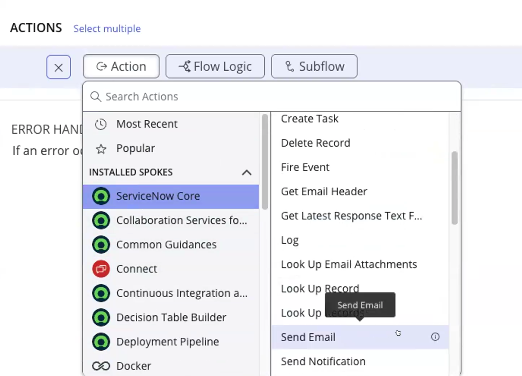 ACTIONS Select multiple
Action Flow Logic Subflow
Search Actions
Most Recent
Popular
INSTALLED SPOKES
ServiceNow Core
Collaboration Services fo...
Common Guidances
Connect
Continuous Integration a...
Decision Table Builder
Deployment Pipeline
Docker
Create Task
Delete Record
Fire Event
Get Email Header
Get Latest Response Text F...
Log
Look Up Email Attachments
Look Up Record
Look Up
Send Email
Send Email
Send Notification
ERROR HAND
If an error oc